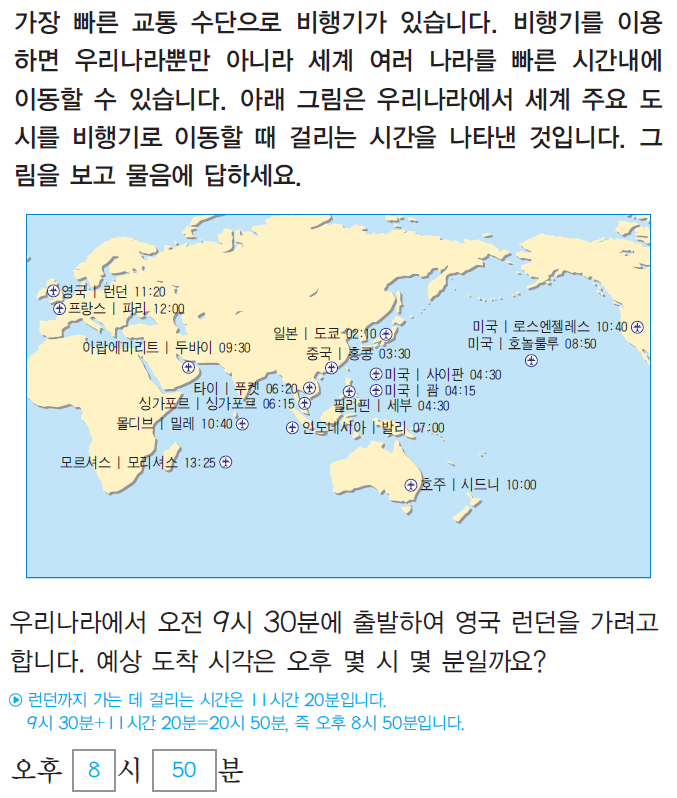 가장 빠른 교통 수단으로 비행기가 있습니다. 비행기를 이용
하면 우리나라뿐만 아니라 세계 여러 나라를 빠른 시간내에
이동할 수 있습니다. 아래 그림은 우리나라에서 세계 주요 도
시를 비행기로 이동할 때 걸리는 시간을 나타낸 것입니다. 그
림을 보고 물음에 답하세요.
영국 | 런던 11:20
프랑스 | 파리 12:00
일본 | 도쿄 02:10
미국 | 로스엔젤레스 10:40
미국 | 호놀룰루 08:50
아랍에미리트 | 두바이 09:30
중국 | 홍콩 03:30
미국 | 사이판 04:30
타이 | 푸켓 06:20
미국 | 괌 04:15
싱가포르 | 싱가포르 06:15
필리핀 | 세부 04:30
몰디브 | 밀레 10:40
인도네시아 | 발리 07:00
모르셔스 | 모리셔스 13:25
호주 | 시드니 10:00
우리나라에서 오전 9시 30분에 출발하여 영국 런던을 가려고
합니다. 예상 도착 시각은 오후 몇 시 몇 분일까요?
런던까지 가는 데 걸리는 시간은 11시간 20분입니다.
9시 30분+11시간 20분=20시 50분, 즉 오후 8시 50분입니다.
오후 8 시 50 분